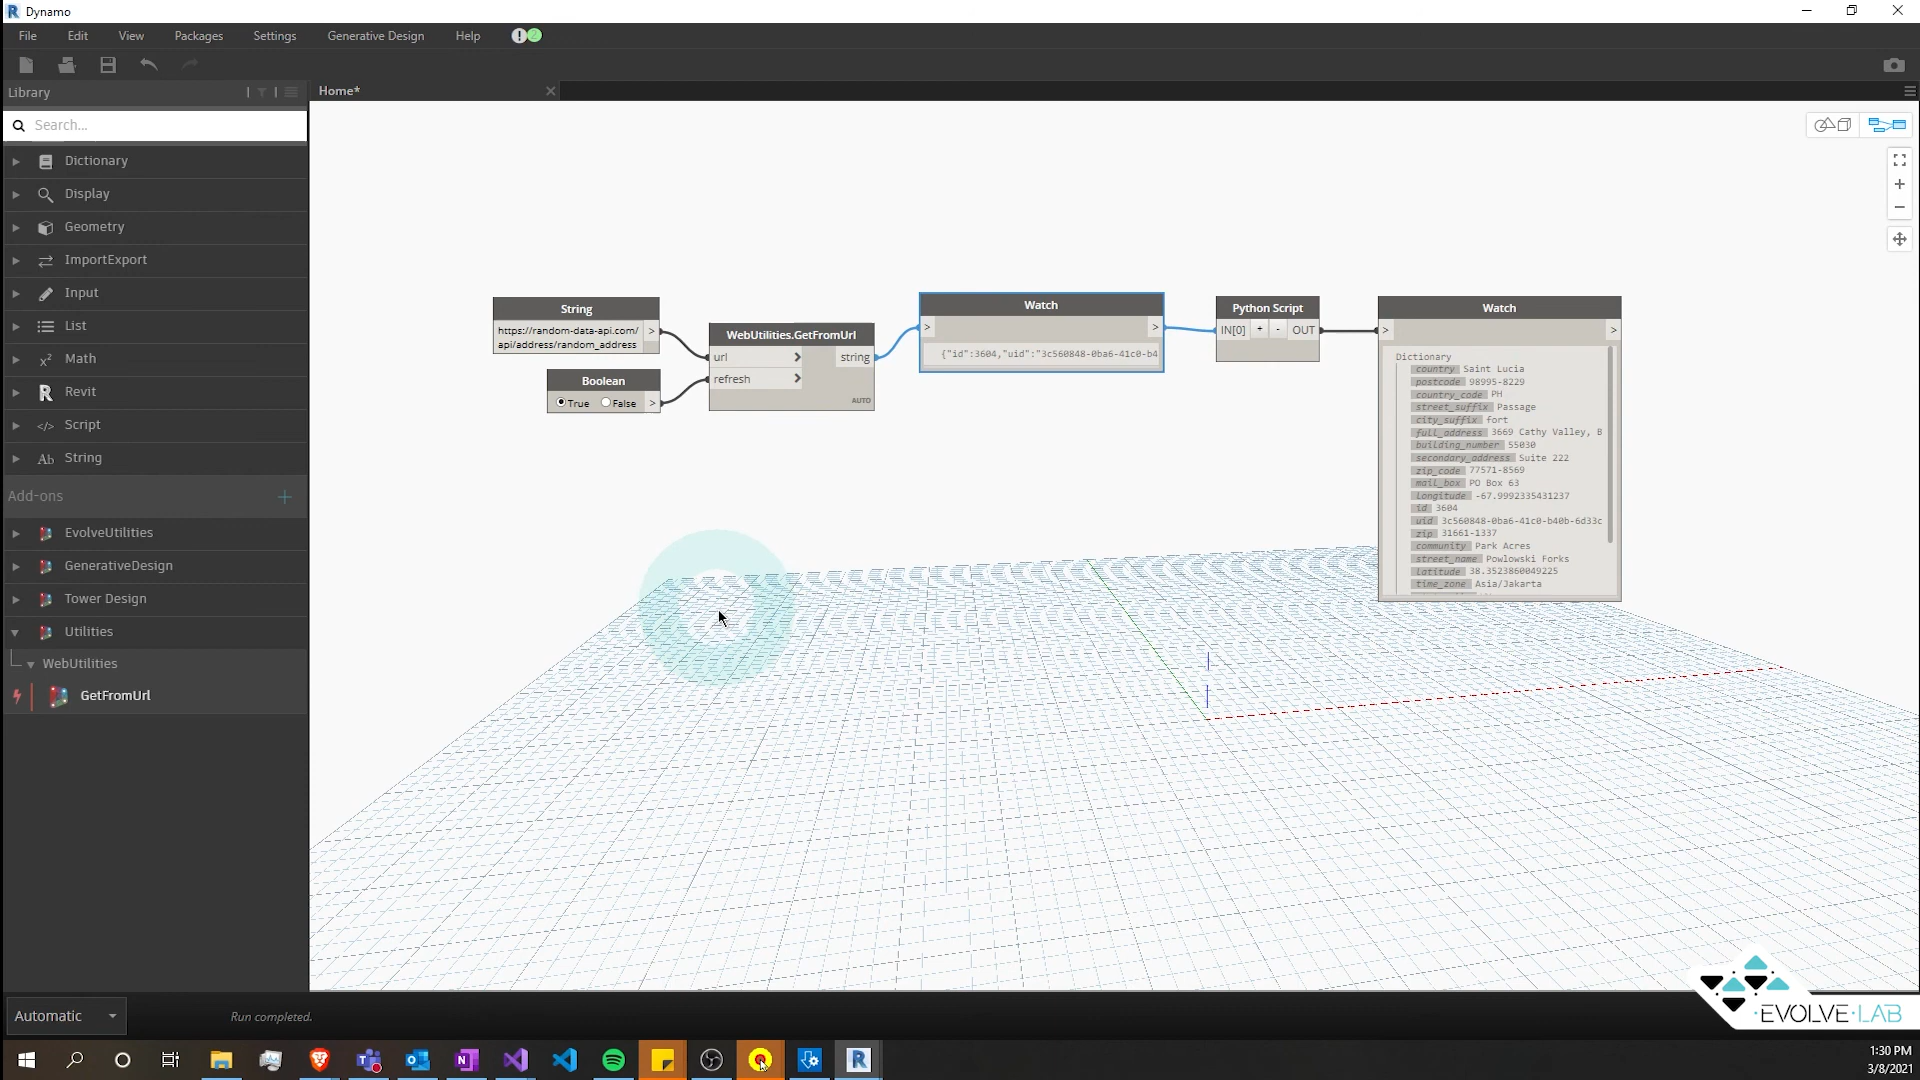 Dynamo
File Edit View Packages Settings Generative Design Help ! 2
Library
Search...
Home*
Dictionary
Display
Geometry
ImportExport
Input
List
Math
Revit
Script
String
Add-ons
EvolveUtilities
GenerativeDesign
Tower Design
Utilities
WebUtilities
GetFromUrl
String
https://random-data-api.com/
api/address/random_address
>
Boolean
True False >
WebUtilities.GetFromUrl
url > string
refresh >
AUTO
Watch
> >
{"id":3604,"uid":"3c560848-0ba6-41c0-b4
Python Script
IN[0] + - OUT
Watch
> >
Dictionary
country Saint Lucia
postcode 98995-8229
country_code PH
street_suffix Passage
city_suffix fort
full_address 3669 Cathy Valley, B
building_number 55030
secondary_address Suite 222
zip_code 77571-8569
mail_box PO Box 63
longitude -67.9992335431237
id 3604
uid 3c560848-0ba6-41c0-b40b-6d33c
zip 31661-1337
community Park Acres
street_name Powlowski Forks
latitude 38.3523860049225
time_zone Asia/Jakarta
Automatic
Run completed.
EVOLVE·LAB
1:30 PM
3/8/2021